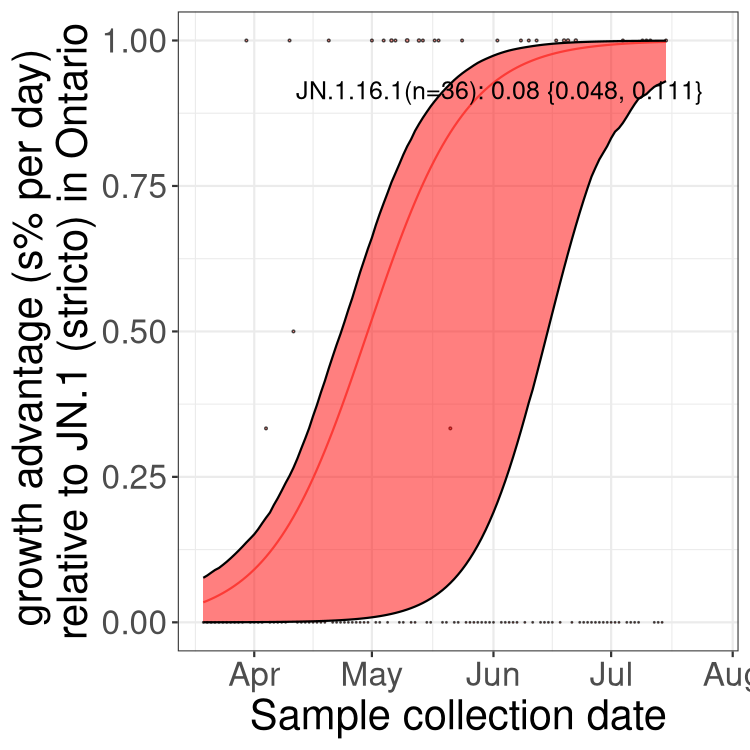 growth advantage (s% per day)
relative to JN.1 (stricto) in Ontario
1.00
0.75
0.50
0.25
0.00
JN.1.16.1(n=36): 0.08 {0.048, 0.111}
Apr May Jun Jul Aug
Sample collection date